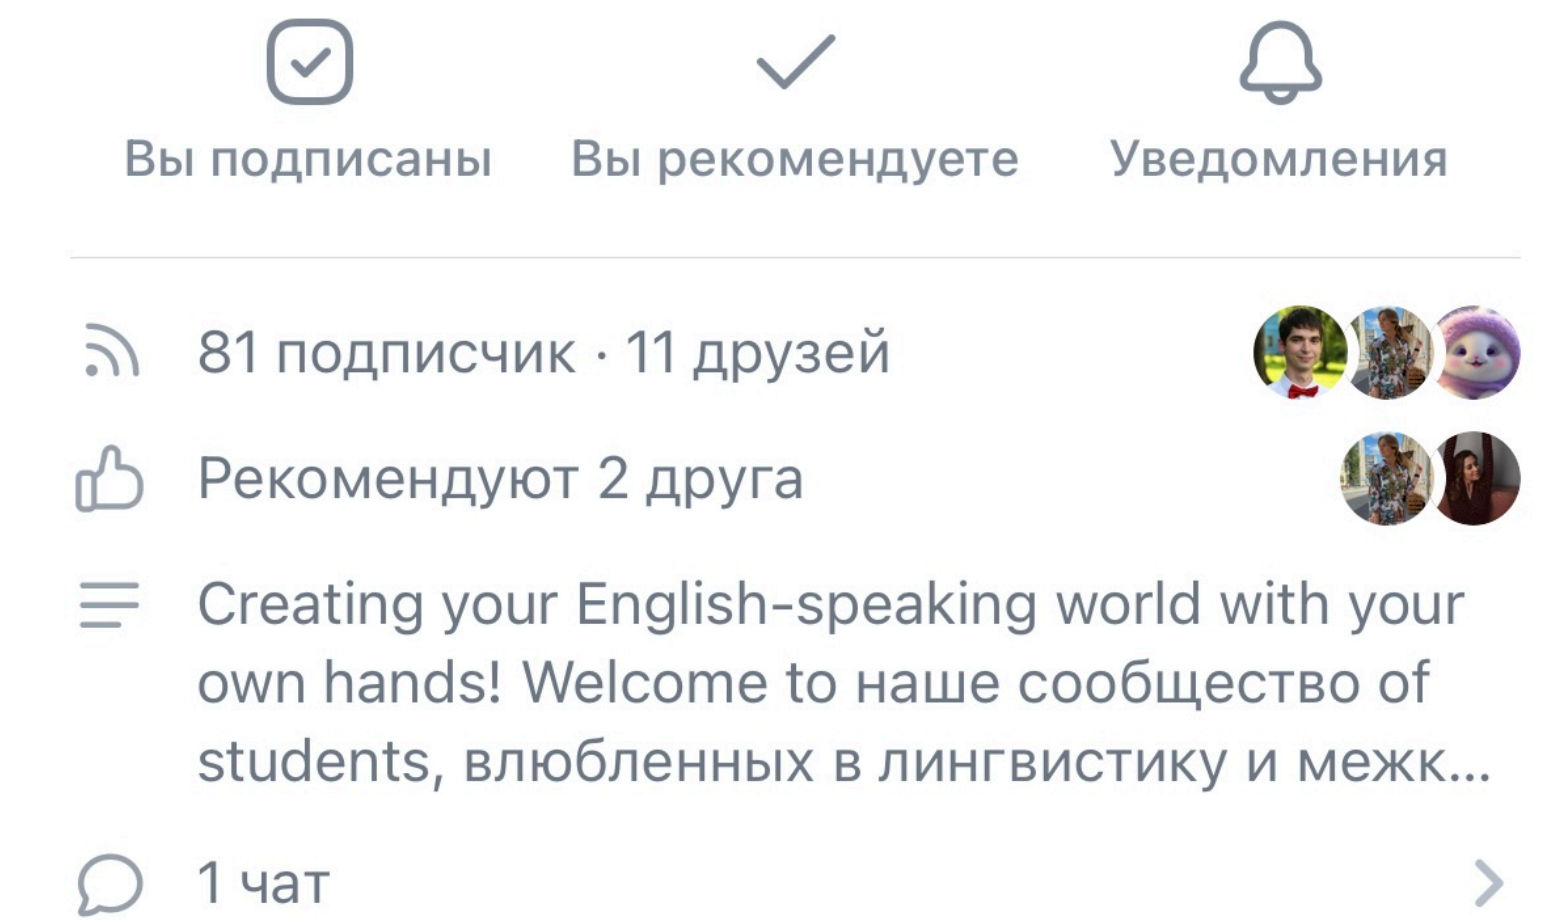 Вы подписаны Вы рекомендуете Уведомления
81 подписчик · 11 друзей
Рекомендуют 2 друга
Creating your English-speaking world with your
own hands! Welcome to наше сообщество of
students, влюбленных в лингвистику и межк...
1 чат